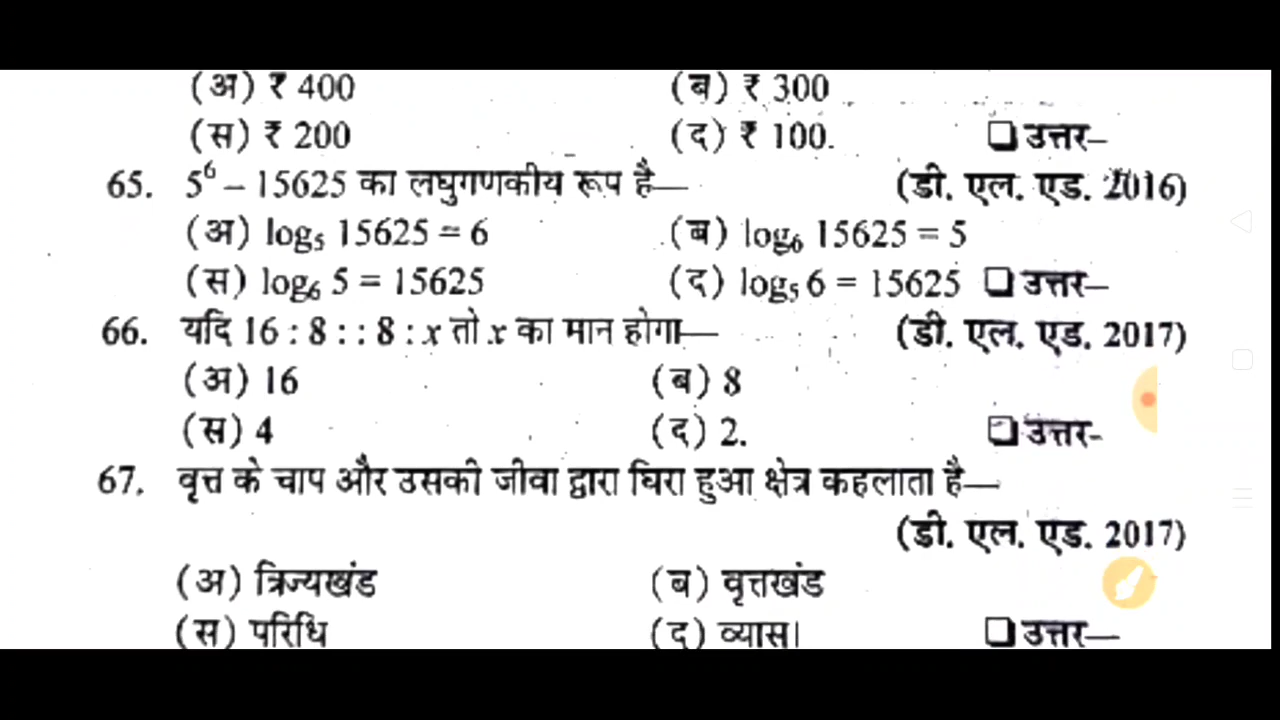 (अ) ₹ 400 (ब) ₹ 300
(स) ₹ 200 (द) ₹ 100. ❑ उत्तर–
65. 5⁶ – 15625 का लघुगणकीय रूप है— (डी. एल. एड. 2016)
(अ) log₅ 15625 = 6 (ब) log₆ 15625 = 5
(स) log₆ 5 = 15625 (द) log₅ 6 = 15625 ❑ उत्तर–
66. यदि 16 : 8 : : 8 : x तो x का मान होगा— (डी. एल. एड. 2017)
(अ) 16 (ब) 8
(स) 4 (द) 2. ❑ उत्तर-
67. वृत्त के चाप और उसकी जीवा द्वारा घिरा हुआ क्षेत्र कहलाता है—
(डी. एल. एड. 2017)
(अ) त्रिज्यखंड (ब) वृत्तखंड
(स) परिधि (द) व्यास। ❑ उत्तर—